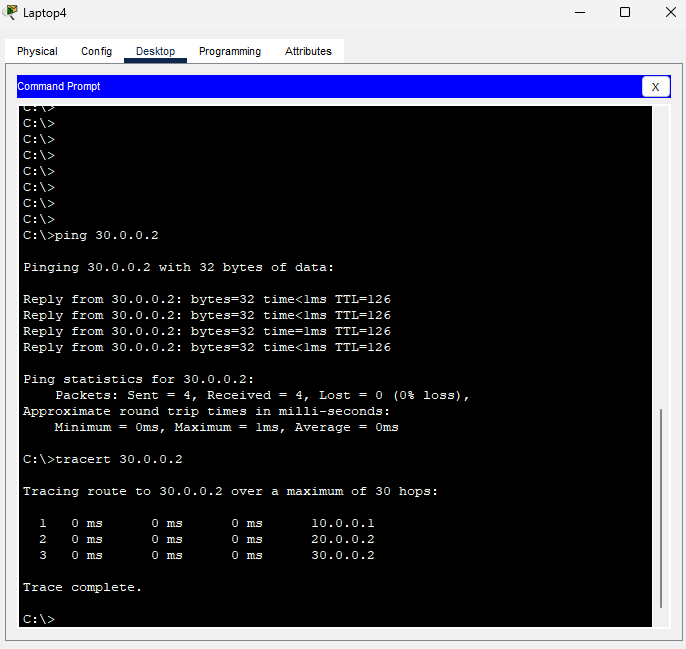 Laptop4
Physical Config Desktop Programming Attributes
Command Prompt X
C:\>
C:\>
C:\>
C:\>
C:\>
C:\>
C:\>
C:\>
C:\>ping 30.0.0.2
Pinging 30.0.0.2 with 32 bytes of data:
Reply from 30.0.0.2: bytes=32 time<1ms TTL=126
Reply from 30.0.0.2: bytes=32 time<1ms TTL=126
Reply from 30.0.0.2: bytes=32 time=1ms TTL=126
Reply from 30.0.0.2: bytes=32 time<1ms TTL=126
Ping statistics for 30.0.0.2:
Packets: Sent = 4, Received = 4, Lost = 0 (0% loss),
Approximate round trip times in milli-seconds:
Minimum = 0ms, Maximum = 1ms, Average = 0ms
C:\>tracert 30.0.0.2
Tracing route to 30.0.0.2 over a maximum of 30 hops:
1 0 ms 0 ms 0 ms 10.0.0.1
2 0 ms 0 ms 0 ms 20.0.0.2
3 0 ms 0 ms 0 ms 30.0.0.2
Trace complete.
C:\>